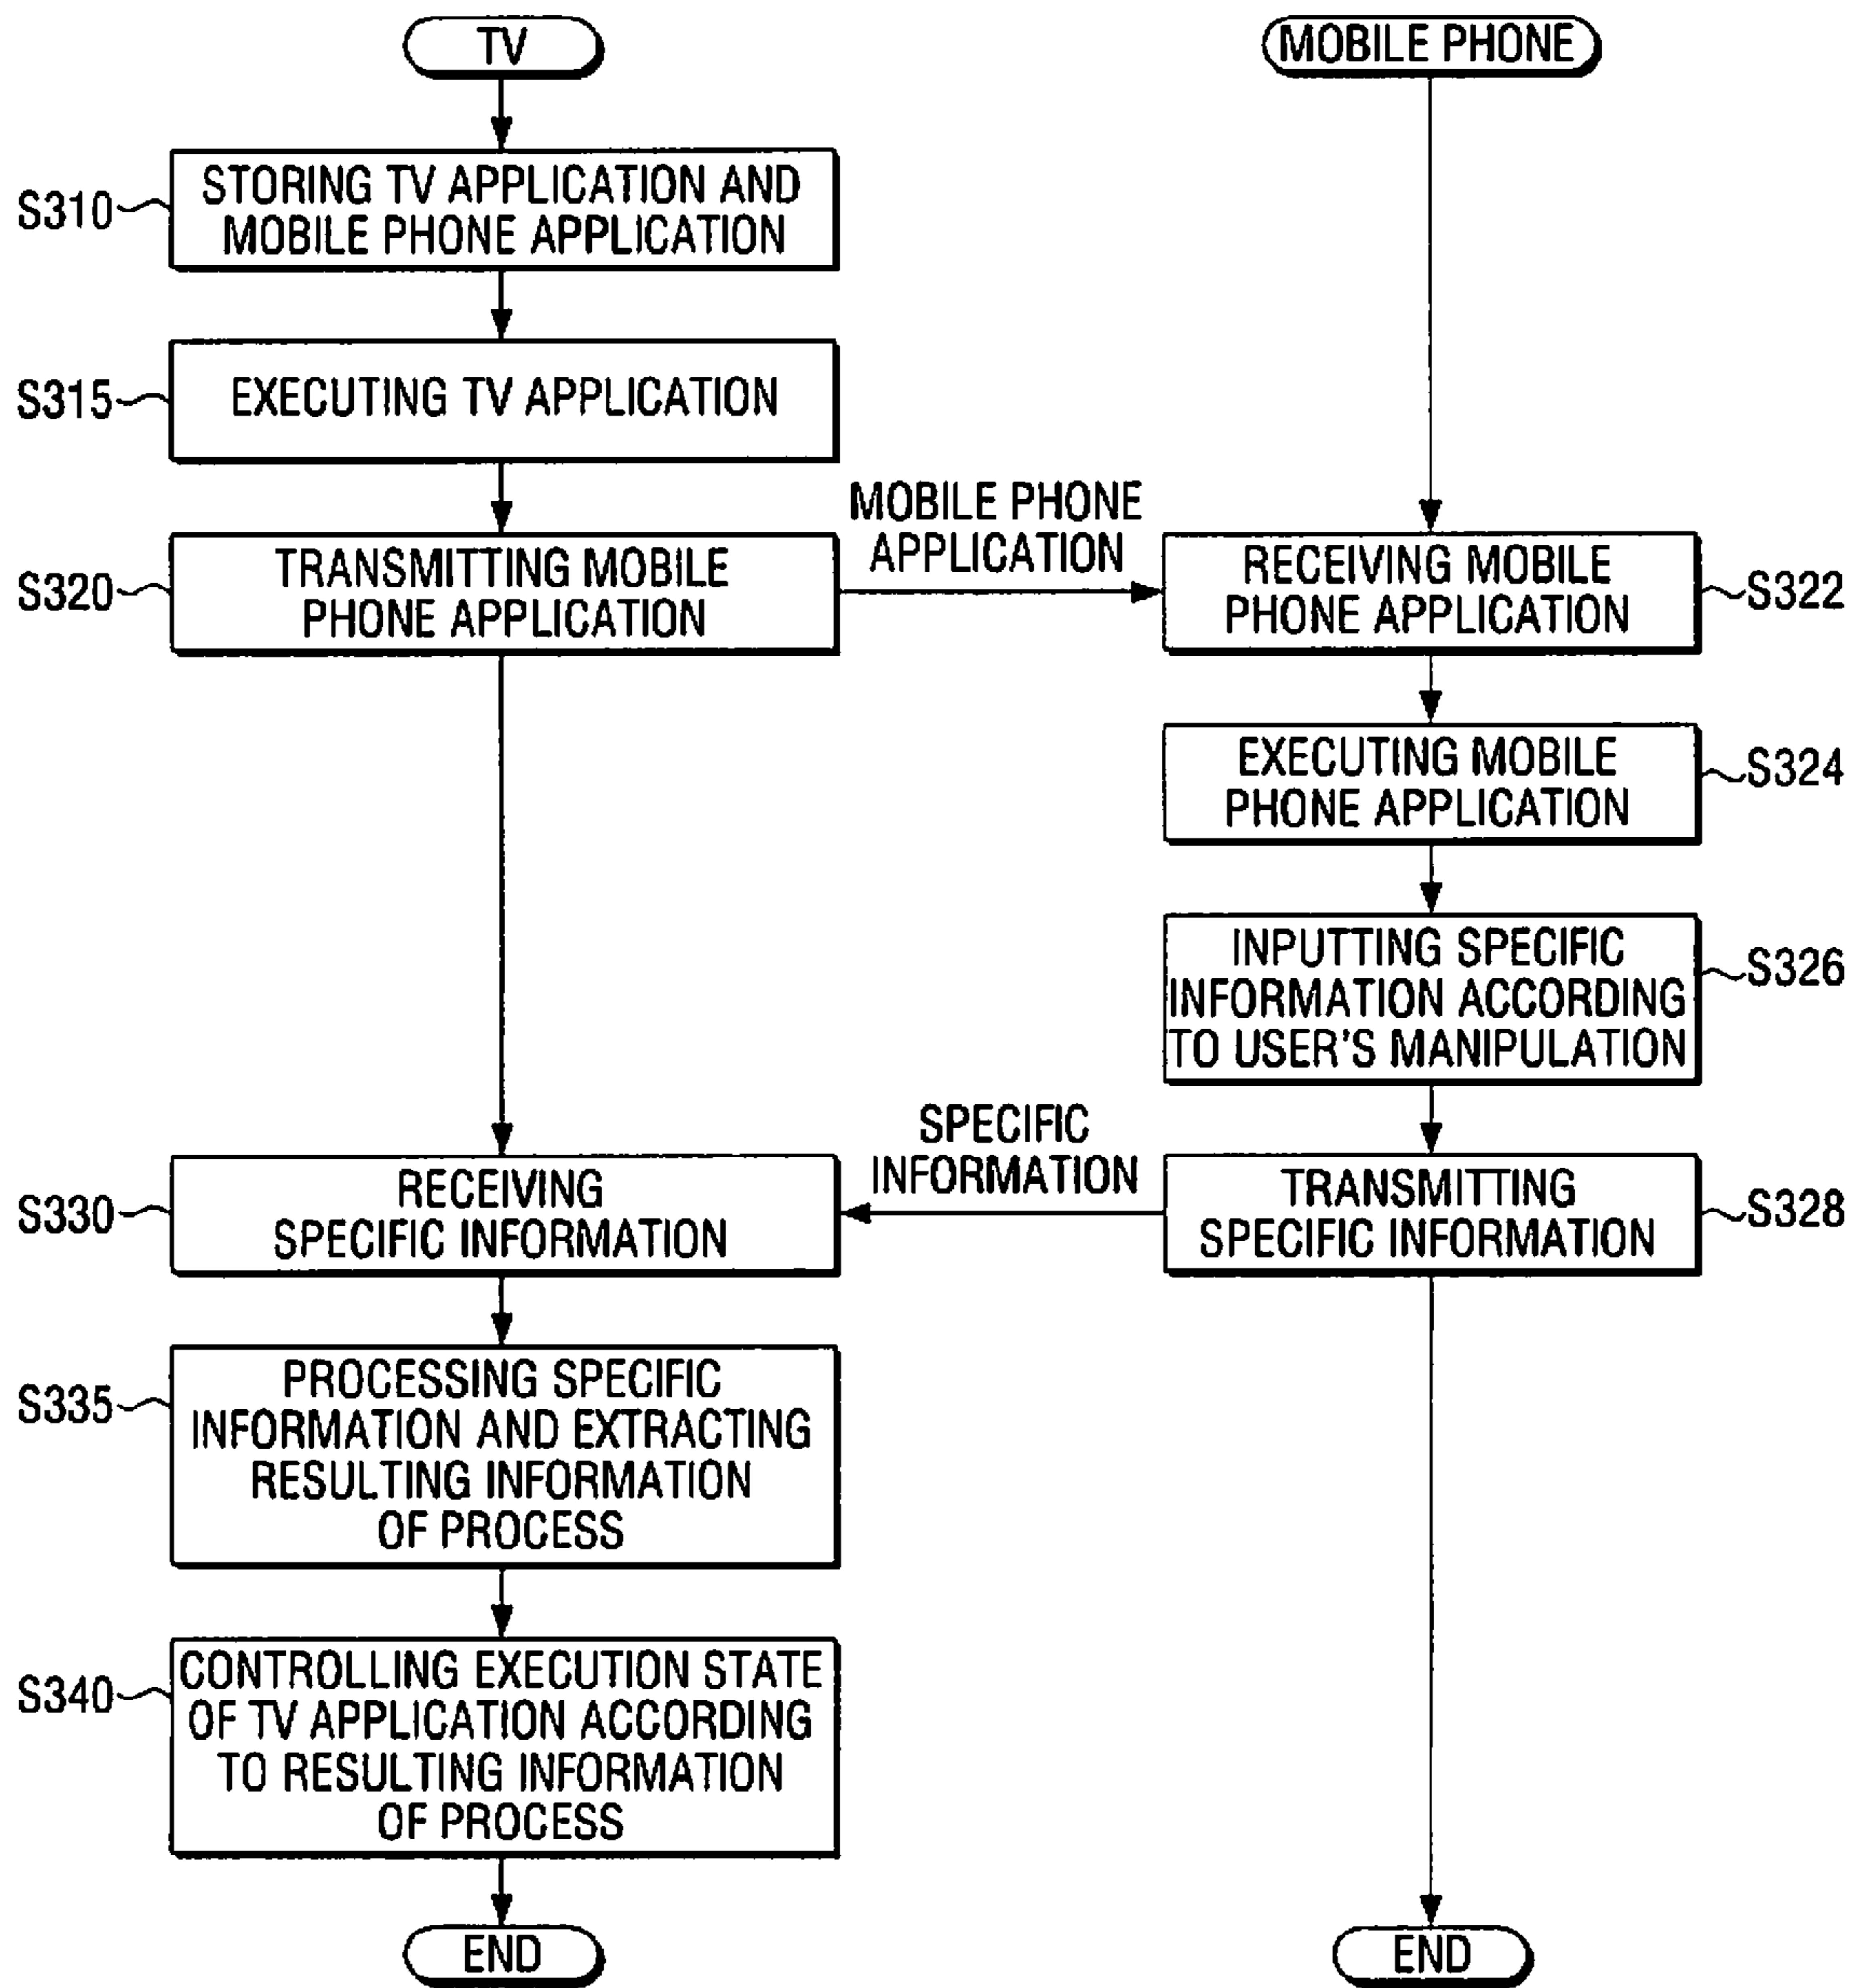 TV
MOBILE PHONE
S310
STORING TV APPLICATION AND
MOBILE PHONE APPLICATION
S315
EXECUTING TV APPLICATION
S320
TRANSMITTING MOBILE
PHONE APPLICATION
MOBILE PHONE
APPLICATION
RECEIVING MOBILE
PHONE APPLICATION
S322
EXECUTING MOBILE
PHONE APPLICATION
S324
INPUTTING SPECIFIC
INFORMATION ACCORDING
TO USER'S MANIPULATION
S326
S330
RECEIVING
SPECIFIC INFORMATION
SPECIFIC
INFORMATION
TRANSMITTING
SPECIFIC INFORMATION
S328
S335
PROCESSING SPECIFIC
INFORMATION AND EXTRACTING
RESULTING INFORMATION
OF PROCESS
S340
CONTROLLING EXECUTION STATE
OF TV APPLICATION ACCORDING
TO RESULTING INFORMATION
OF PROCESS
END
END